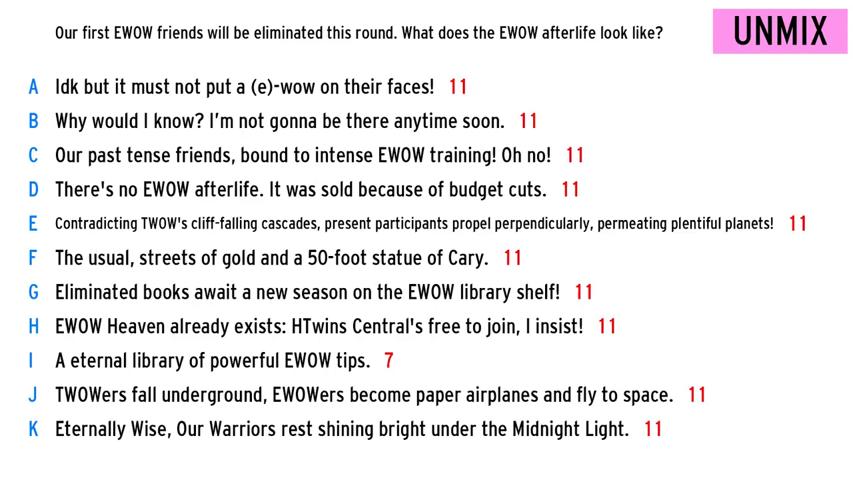 Our first EWOW friends will be eliminated this round. What does the EWOW afterlife look like?
UNMIX
A Idk but it must not put a (e)-wow on their faces! 11
B Why would I know? I'm not gonna be there anytime soon. 11
C Our past tense friends, bound to intense EWOW training! Oh no! 11
D There's no EWOW afterlife. It was sold because of budget cuts. 11
E Contradicting TWOW's cliff-falling cascades, present participants propel perpendicularly, permeating plentiful planets! 11
F The usual, streets of gold and a 50-foot statue of Cary. 11
G Eliminated books await a new season on the EWOW library shelf! 11
H EWOW Heaven already exists: HTwins Central's free to join, I insist! 11
I A eternal library of powerful EWOW tips. 7
J TWOWers fall underground, EWOWers become paper airplanes and fly to space. 11
K Eternally Wise, Our Warriors rest shining bright under the Midnight Light. 11